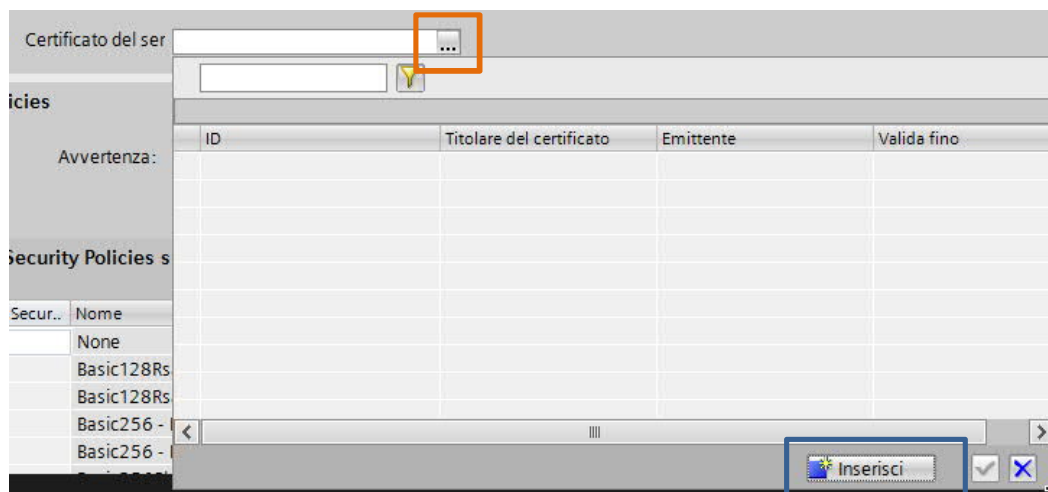 Certificato del ser
...
icies
ID Titolare del certificato Emittente Valida fino
Avvertenza:
Security Policies s
Secur.. Nome
None
Basic128Rs
Basic128Rs
Basic256 -
Basic256 -
Inserisci